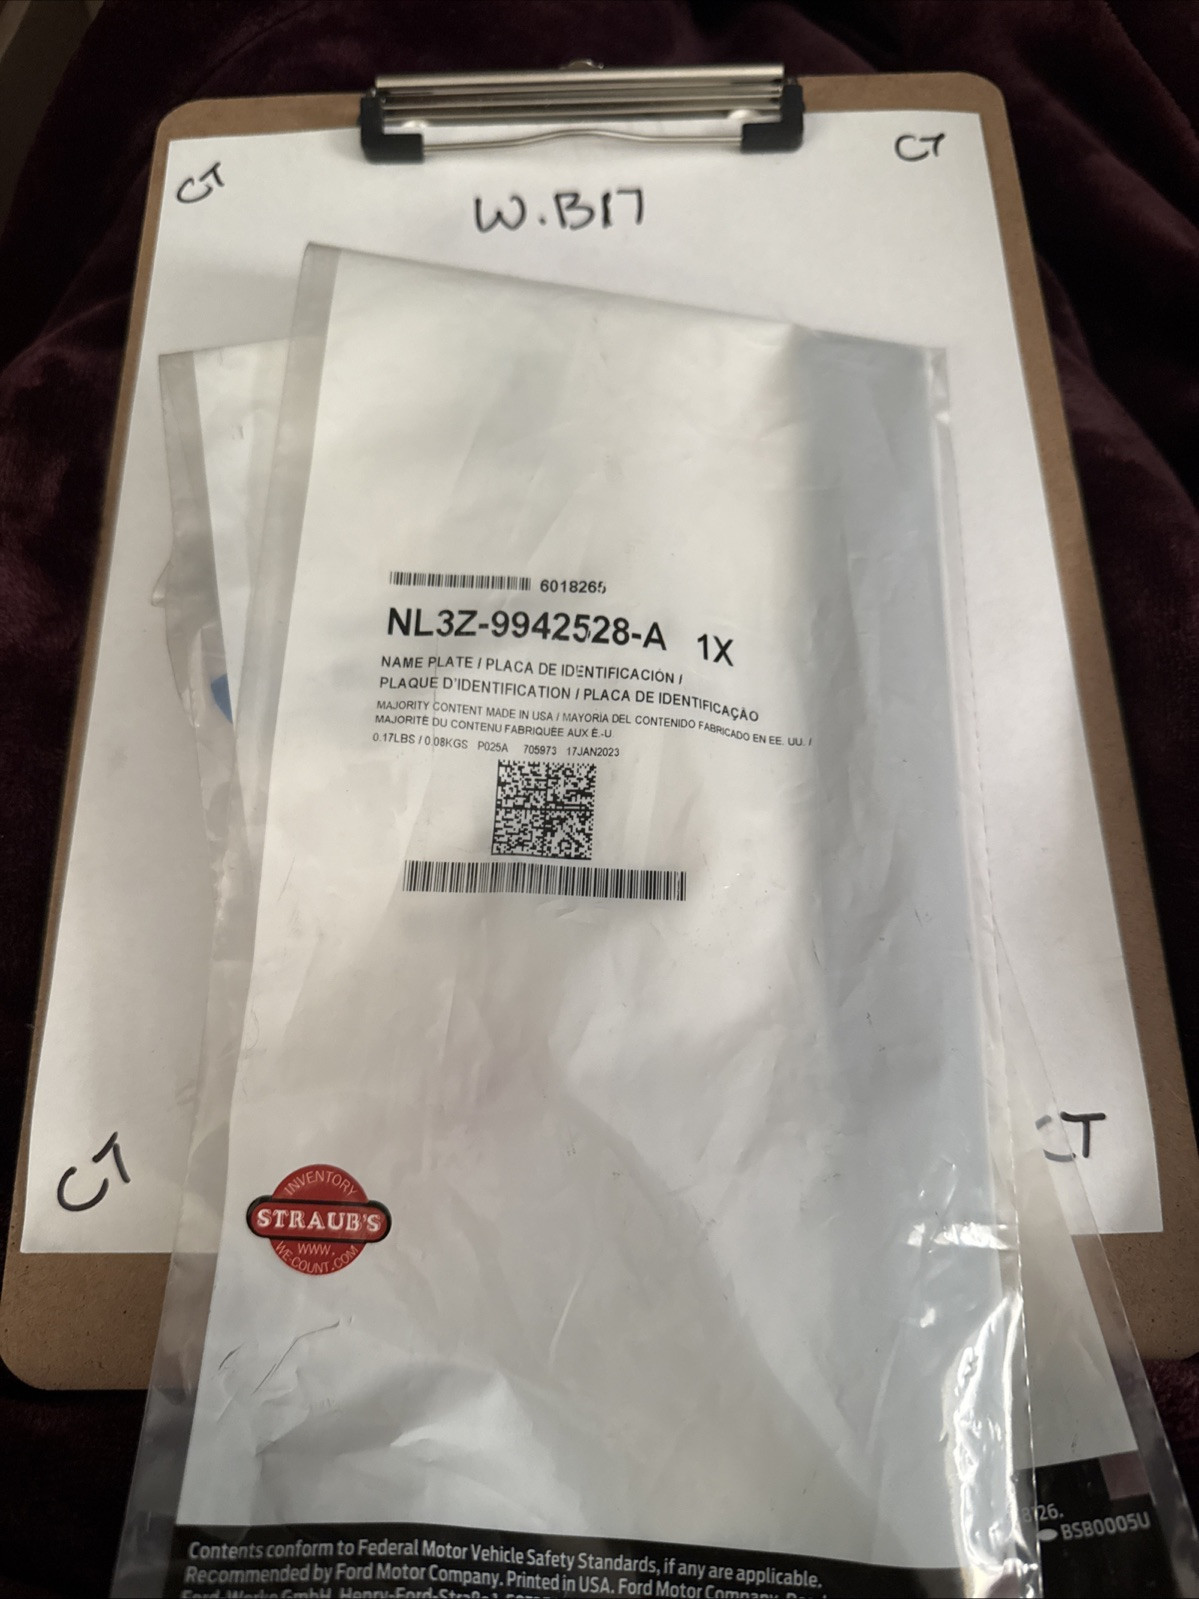 CT
CT
W.B17
6018265
NL3Z-9942528-A 1X
NAME PLATE / PLACA DE IDENTIFICACIÓN /
PLAQUE D'IDENTIFICATION / PLACA DE IDENTIFICAÇÃO
MAJORITY CONTENT MADE IN USA / MAYORÍA DEL CONTENIDO FABRICADO EN EE. UU. /
MAJORITÉ DU CONTENU FABRIQUÉE AUX É.-U
0.17LBS / 0.08KGS P025A 705973 17JAN2023
CT
CT
INVENTORY
STRAUB'S
WWW.
WE-COUNT.COM
8726.
BSB0005U
Contents conform to Federal Motor Vehicle Safety Standards, if any are applicable.
Recommended by Ford Motor Company. Printed in USA. Ford Motor Company,